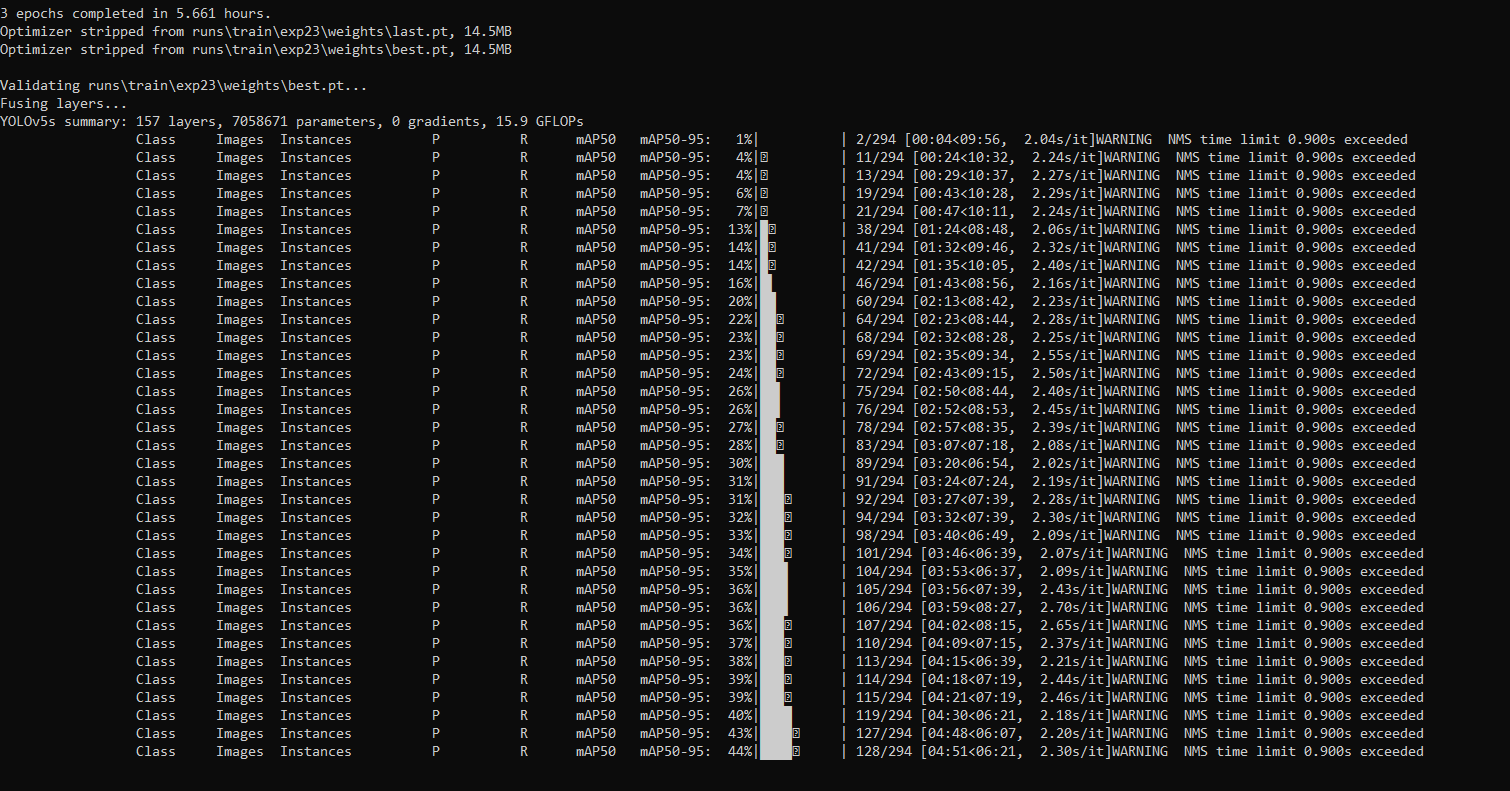 3 epochs completed in 5.661 hours.
Optimizer stripped from runs\train\exp23\weights\last.pt, 14.5MB
Optimizer stripped from runs\train\exp23\weights\best.pt, 14.5MB
Validating runs\train\exp23\weights\best.pt...
Fusing layers...
YOLOv5s summary: 157 layers, 7058671 parameters, 0 gradients, 15.9 GFLOPs
Class Images Instances P R mAP50 mAP50-95: 1%| | 2/294 [00:04<09:56, 2.04s/it]WARNING NMS time limit 0.900s exceeded
Class Images Instances P R mAP50 mAP50-95: 4%| | 11/294 [00:24<10:32, 2.24s/it]WARNING NMS time limit 0.900s exceeded
Class Images Instances P R mAP50 mAP50-95: 4%| | 13/294 [00:29<10:37, 2.27s/it]WARNING NMS time limit 0.900s exceeded
Class Images Instances P R mAP50 mAP50-95: 6%| | 19/294 [00:43<10:28, 2.29s/it]WARNING NMS time limit 0.900s exceeded
Class Images Instances P R mAP50 mAP50-95: 7%| | 21/294 [00:47<10:11, 2.24s/it]WARNING NMS time limit 0.900s exceeded
Class Images Instances P R mAP50 mAP50-95: 13%| | 38/294 [01:24<08:48, 2.06s/it]WARNING NMS time limit 0.900s exceeded
Class Images Instances P R mAP50 mAP50-95: 14%| | 41/294 [01:32<09:46, 2.32s/it]WARNING NMS time limit 0.900s exceeded
Class Images Instances P R mAP50 mAP50-95: 14%| | 42/294 [01:35<10:05, 2.40s/it]WARNING NMS time limit 0.900s exceeded
Class Images Instances P R mAP50 mAP50-95: 16%| | 46/294 [01:43<08:56, 2.16s/it]WARNING NMS time limit 0.900s exceeded
Class Images Instances P R mAP50 mAP50-95: 20%| | 60/294 [02:13<08:42, 2.23s/it]WARNING NMS time limit 0.900s exceeded
Class Images Instances P R mAP50 mAP50-95: 22%| | 64/294 [02:23<08:44, 2.28s/it]WARNING NMS time limit 0.900s exceeded
Class Images Instances P R mAP50 mAP50-95: 23%| | 68/294 [02:32<08:28, 2.25s/it]WARNING NMS time limit 0.900s exceeded
Class Images Instances P R mAP50 mAP50-95: 23%| | 69/294 [02:35<09:34, 2.55s/it]WARNING NMS time limit 0.900s exceeded
Class Images Instances P R mAP50 mAP50-95: 24%| | 72/294 [02:43<09:15, 2.50s/it]WARNING NMS time limit 0.900s exceeded
Class Images Instances P R mAP50 mAP50-95: 26%| | 75/294 [02:50<08:44, 2.40s/it]WARNING NMS time limit 0.900s exceeded
Class Images Instances P R mAP50 mAP50-95: 26%| | 76/294 [02:52<08:53, 2.45s/it]WARNING NMS time limit 0.900s exceeded
Class Images Instances P R mAP50 mAP50-95: 27%| | 78/294 [02:57<08:35, 2.39s/it]WARNING NMS time limit 0.900s exceeded
Class Images Instances P R mAP50 mAP50-95: 28%| | 83/294 [03:07<07:18, 2.08s/it]WARNING NMS time limit 0.900s exceeded
Class Images Instances P R mAP50 mAP50-95: 30%| | 89/294 [03:20<06:54, 2.02s/it]WARNING NMS time limit 0.900s exceeded
Class Images Instances P R mAP50 mAP50-95: 31%| | 91/294 [03:24<07:24, 2.19s/it]WARNING NMS time limit 0.900s exceeded
Class Images Instances P R mAP50 mAP50-95: 31%| | 92/294 [03:27<07:39, 2.28s/it]WARNING NMS time limit 0.900s exceeded
Class Images Instances P R mAP50 mAP50-95: 32%| | 94/294 [03:32<07:39, 2.30s/it]WARNING NMS time limit 0.900s exceeded
Class Images Instances P R mAP50 mAP50-95: 33%| | 98/294 [03:40<06:49, 2.09s/it]WARNING NMS time limit 0.900s exceeded
Class Images Instances P R mAP50 mAP50-95: 34%| | 101/294 [03:46<06:39, 2.07s/it]WARNING NMS time limit 0.900s exceeded
Class Images Instances P R mAP50 mAP50-95: 35%| | 104/294 [03:53<06:37, 2.09s/it]WARNING NMS time limit 0.900s exceeded
Class Images Instances P R mAP50 mAP50-95: 36%| | 105/294 [03:56<07:39, 2.43s/it]WARNING NMS time limit 0.900s exceeded
Class Images Instances P R mAP50 mAP50-95: 36%| | 106/294 [03:59<08:27, 2.70s/it]WARNING NMS time limit 0.900s exceeded
Class Images Instances P R mAP50 mAP50-95: 36%| | 107/294 [04:02<08:15, 2.65s/it]WARNING NMS time limit 0.900s exceeded
Class Images Instances P R mAP50 mAP50-95: 37%| | 110/294 [04:09<07:15, 2.37s/it]WARNING NMS time limit 0.900s exceeded
Class Images Instances P R mAP50 mAP50-95: 38%| | 113/294 [04:15<06:39, 2.21s/it]WARNING NMS time limit 0.900s exceeded
Class Images Instances P R mAP50 mAP50-95: 39%| | 114/294 [04:18<07:19, 2.44s/it]WARNING NMS time limit 0.900s exceeded
Class Images Instances P R mAP50 mAP50-95: 39%| | 115/294 [04:21<07:19, 2.46s/it]WARNING NMS time limit 0.900s exceeded
Class Images Instances P R mAP50 mAP50-95: 40%| | 119/294 [04:30<06:21, 2.18s/it]WARNING NMS time limit 0.900s exceeded
Class Images Instances P R mAP50 mAP50-95: 43%| | 127/294 [04:48<06:07, 2.20s/it]WARNING NMS time limit 0.900s exceeded
Class Images Instances P R mAP50 mAP50-95: 44%| | 128/294 [04:51<06:21, 2.30s/it]WARNING NMS time limit 0.900s exceeded